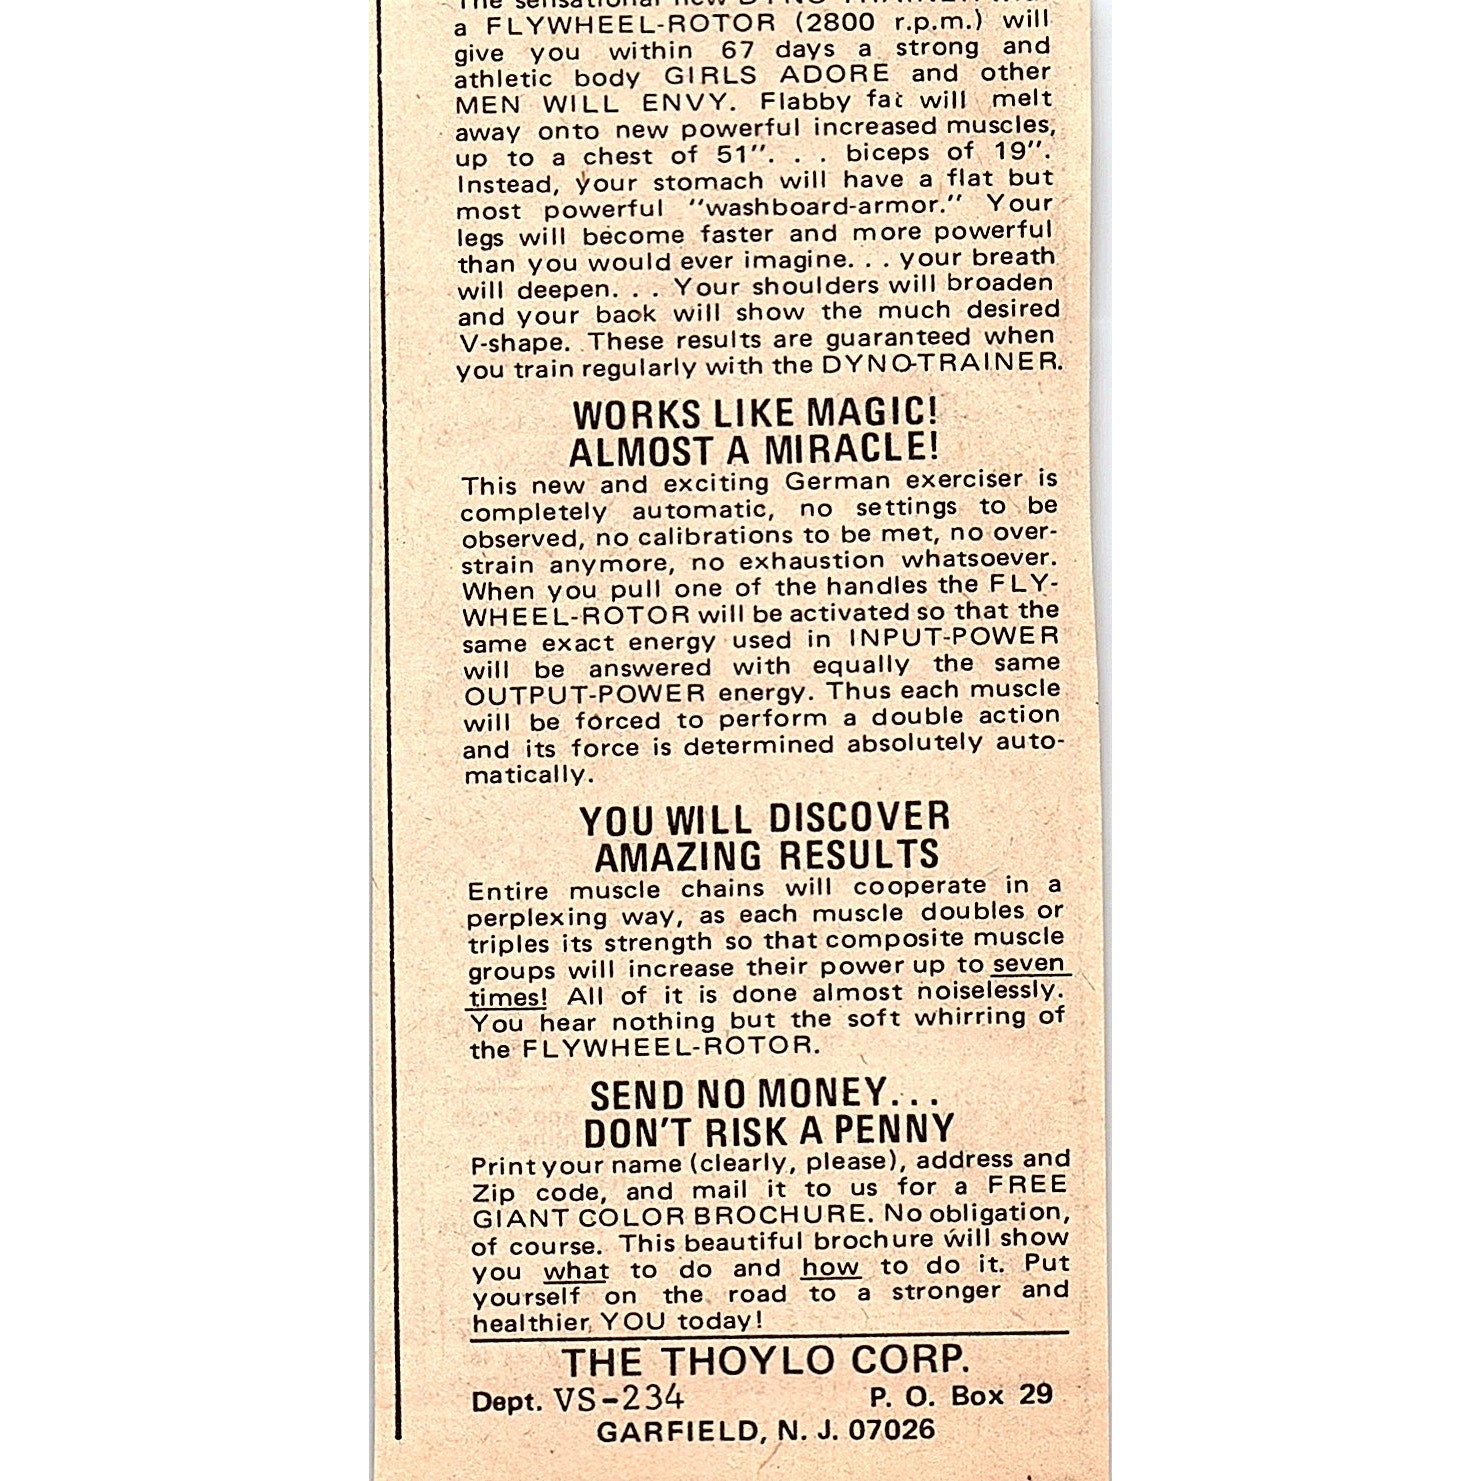 The sensational new DYNO-TRAINER with
a FLYWHEEL-ROTOR (2800 r.p.m.) will
give you within 67 days a strong and
athletic body GIRLS ADORE and other
MEN WILL ENVY. Flabby fat will melt
away onto new powerful increased muscles,
up to a chest of 51". . . biceps of 19".
Instead, your stomach will have a flat but
most powerful "washboard-armor." Your
legs will become faster and more powerful
than you would ever imagine. . . your breath
will deepen. . . Your shoulders will broaden
and your back will show the much desired
V-shape. These results are guaranteed when
you train regularly with the DYNO-TRAINER.
WORKS LIKE MAGIC!
ALMOST A MIRACLE!
This new and exciting German exerciser is
completely automatic, no settings to be
observed, no calibrations to be met, no over-
strain anymore, no exhaustion whatsoever.
When you pull one of the handles the FLY-
WHEEL-ROTOR will be activated so that the
same exact energy used in INPUT-POWER
will be answered with equally the same
OUTPUT-POWER energy. Thus each muscle
will be forced to perform a double action
and its force is determined absolutely auto-
matically.
YOU WILL DISCOVER
AMAZING RESULTS
Entire muscle chains will cooperate in a
perplexing way, as each muscle doubles or
triples its strength so that composite muscle
groups will increase their power up to seven
times! All of it is done almost noiselessly.
You hear nothing but the soft whirring of
the FLYWHEEL-ROTOR.
SEND NO MONEY...
DON'T RISK A PENNY
Print your name (clearly, please), address and
Zip code, and mail it to us for a FREE
GIANT COLOR BROCHURE. No obligation,
of course. This beautiful brochure will show
you what to do and how to do it. Put
yourself on the road to a stronger and
healthier, YOU today!
THE THOYLO CORP.
Dept. VS-234 P. O. Box 29
GARFIELD, N. J. 07026